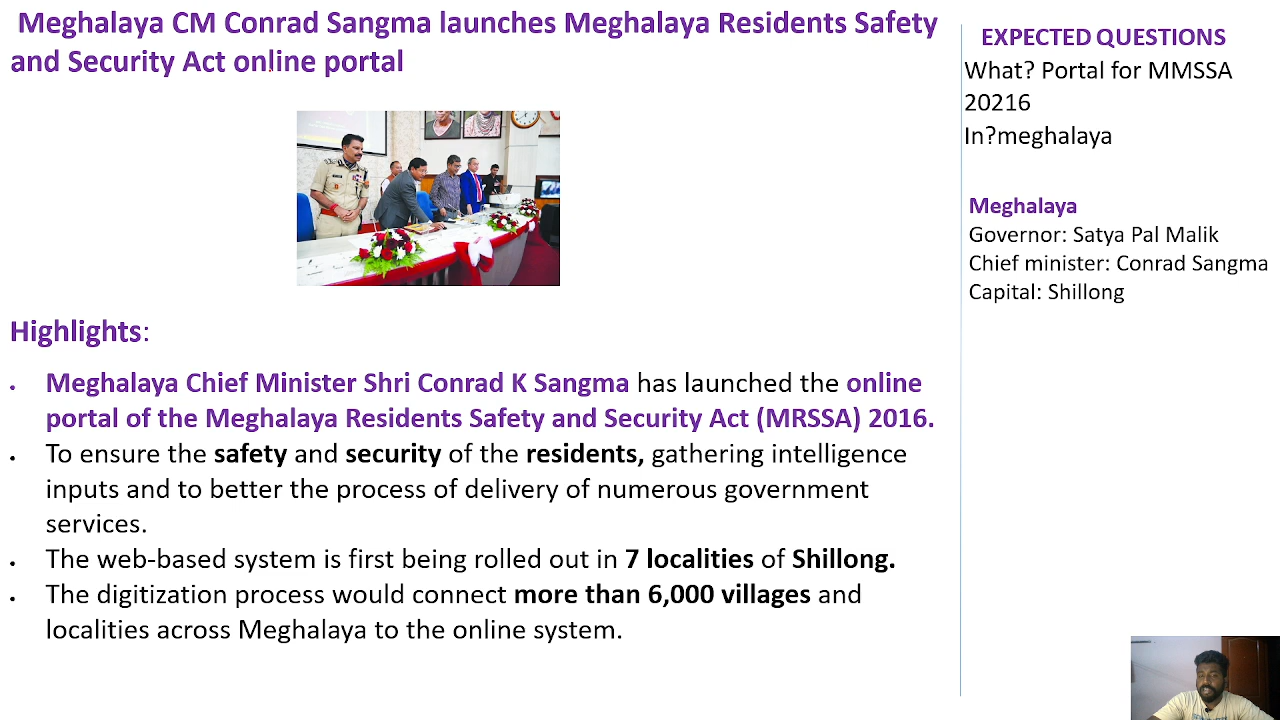 Meghalaya CM Conrad Sangma launches Meghalaya Residents Safety
and Security Act online portal
Highlights:
• Meghalaya Chief Minister Shri Conrad K Sangma has launched the online
portal of the Meghalaya Residents Safety and Security Act (MRSSA) 2016.
• To ensure the safety and security of the residents, gathering intelligence
inputs and to better the process of delivery of numerous government
services.
• The web-based system is first being rolled out in 7 localities of Shillong.
• The digitization process would connect more than 6,000 villages and
localities across Meghalaya to the online system.
EXPECTED QUESTIONS
What? Portal for MMSSA
20216
In?meghalaya
Meghalaya
Governor: Satya Pal Malik
Chief minister: Conrad Sangma
Capital: Shillong